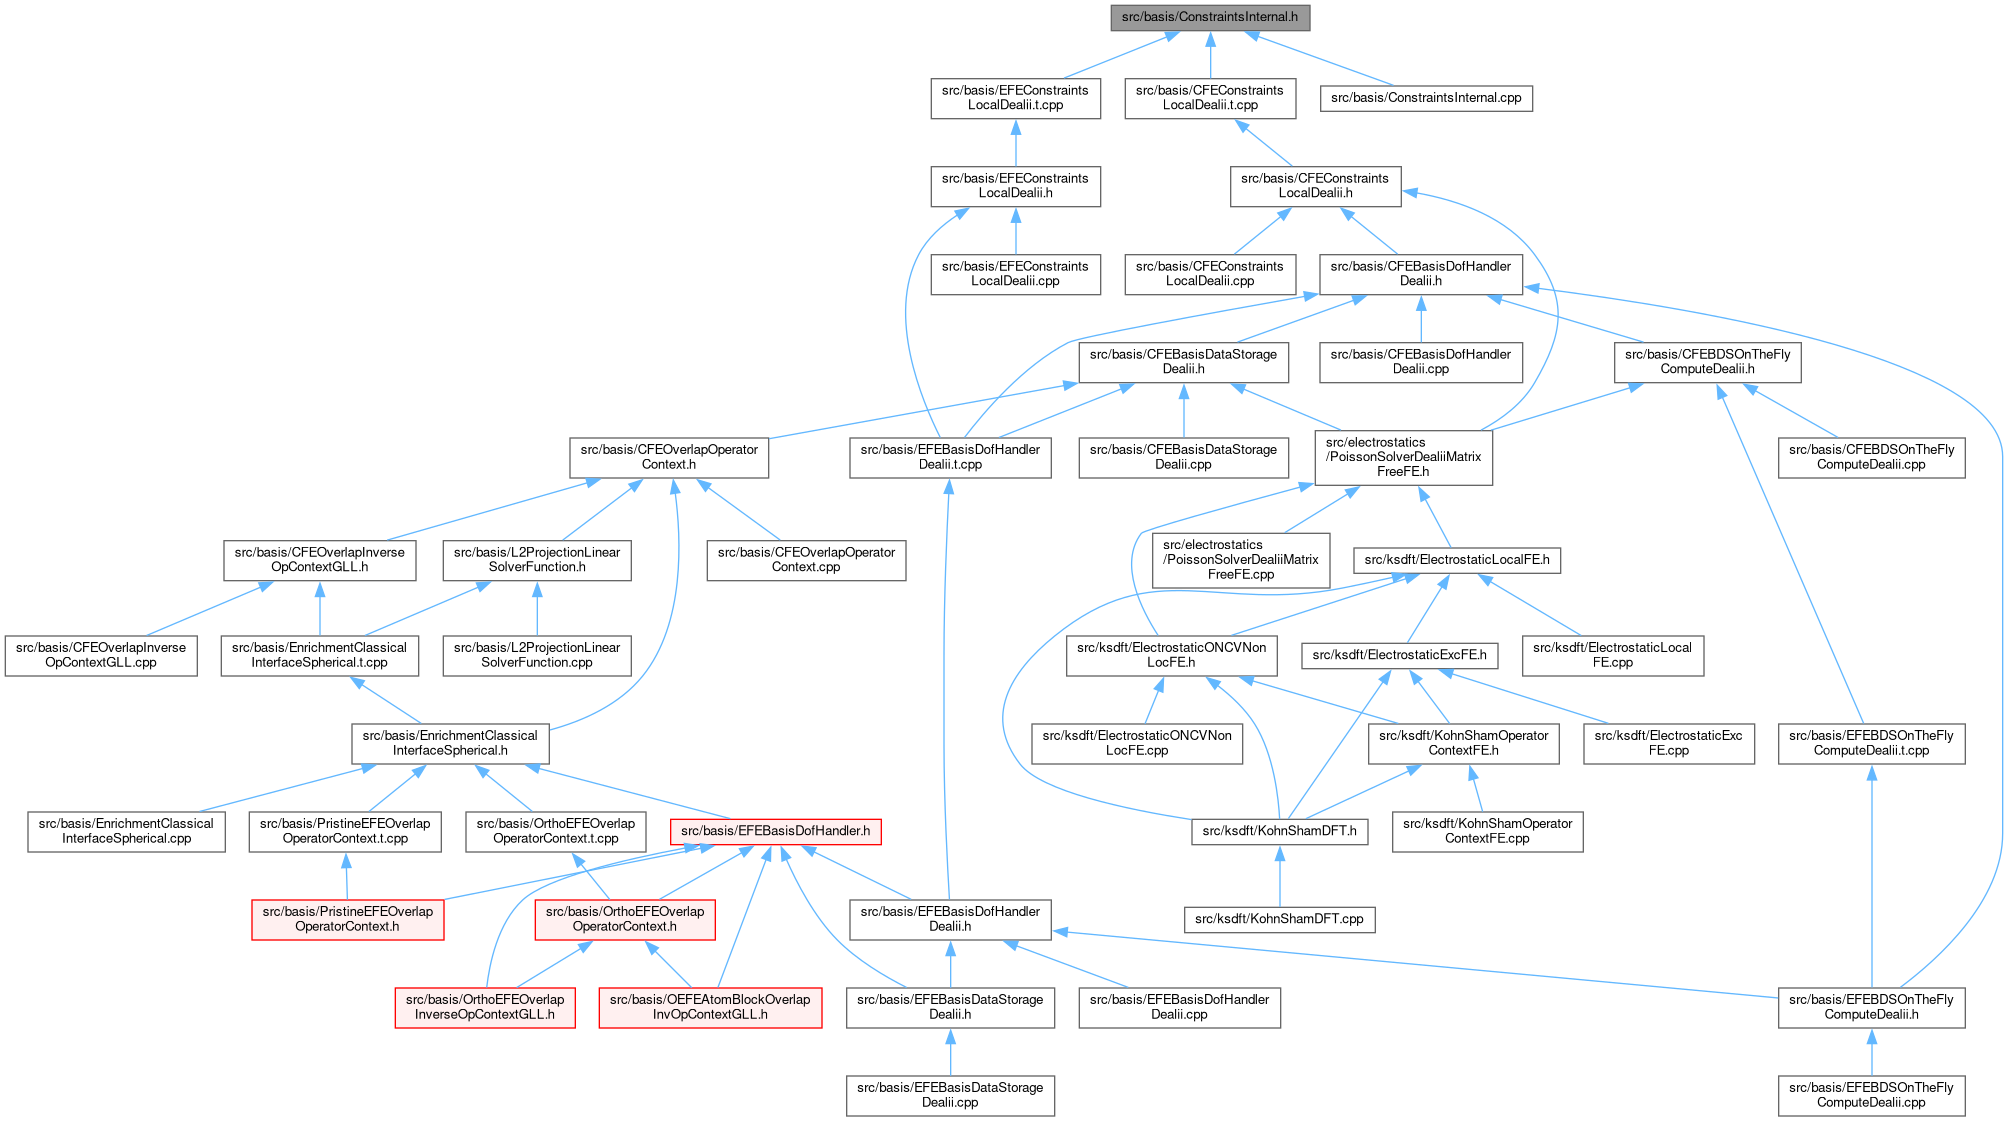 src/basis/ConstraintsInternal.h
src/basis/EFEConstraints
LocalDealii.t.cpp
src/basis/CFEConstraints
LocalDealii.t.cpp
src/basis/ConstraintsInternal.cpp
src/basis/EFEConstraints
LocalDealii.h
src/basis/CFEConstraints
LocalDealii.h
src/basis/EFEConstraints
LocalDealii.cpp
src/basis/CFEConstraints
LocalDealii.cpp
src/basis/CFEBasisDofHandler
Dealii.h
src/basis/CFEBasisDataStorage
Dealii.h
src/basis/CFEBasisDofHandler
Dealii.cpp
src/basis/CFEBDSOnTheFly
ComputeDealii.h
src/basis/CFEOverlapOperator
Context.h
src/basis/EFEBasisDofHandler
Dealii.t.cpp
src/basis/CFEBasisDataStorage
Dealii.cpp
src/electrostatics
/PoissonSolverDealiiMatrix
FreeFE.h
src/basis/CFEBDSOnTheFly
ComputeDealii.cpp
src/basis/CFEOverlapInverse
OpContextGLL.h
src/basis/L2ProjectionLinear
SolverFunction.h
src/basis/CFEOverlapOperator
Context.cpp
src/electrostatics
/PoissonSolverDealiiMatrix
FreeFE.cpp
src/ksdft/ElectrostaticLocalFE.h
src/basis/CFEOverlapInverse
OpContextGLL.cpp
src/basis/EnrichmentClassical
InterfaceSpherical.t.cpp
src/basis/L2ProjectionLinear
SolverFunction.cpp
src/ksdft/ElectrostaticONCVNon
LocFE.h
src/ksdft/ElectrostaticExcFE.h
src/ksdft/ElectrostaticLocal
FE.cpp
src/basis/EnrichmentClassical
InterfaceSpherical.h
src/ksdft/ElectrostaticONCVNon
LocFE.cpp
src/ksdft/KohnShamOperator
ContextFE.h
src/ksdft/ElectrostaticExc
FE.cpp
src/basis/EFEBDSOnTheFly
ComputeDealii.t.cpp
src/basis/EnrichmentClassical
InterfaceSpherical.cpp
src/basis/PristineEFEOverlap
OperatorContext.t.cpp
src/basis/OrthoEFEOverlap
OperatorContext.t.cpp
src/basis/EFEBasisDofHandler.h
src/ksdft/KohnShamDFT.h
src/ksdft/KohnShamOperator
ContextFE.cpp
src/basis/PristineEFEOverlap
OperatorContext.h
src/basis/OrthoEFEOverlap
OperatorContext.h
src/basis/EFEBasisDofHandler
Dealii.h
src/ksdft/KohnShamDFT.cpp
src/basis/OrthoEFEOverlap
InverseOpContextGLL.h
src/basis/OEFEAtomBlockOverlap
InvOpContextGLL.h
src/basis/EFEBasisDataStorage
Dealii.h
src/basis/EFEBasisDofHandler
Dealii.cpp
src/basis/EFEBDSOnTheFly
ComputeDealii.h
src/basis/EFEBasisDataStorage
Dealii.cpp
src/basis/EFEBDSOnTheFly
ComputeDealii.cpp